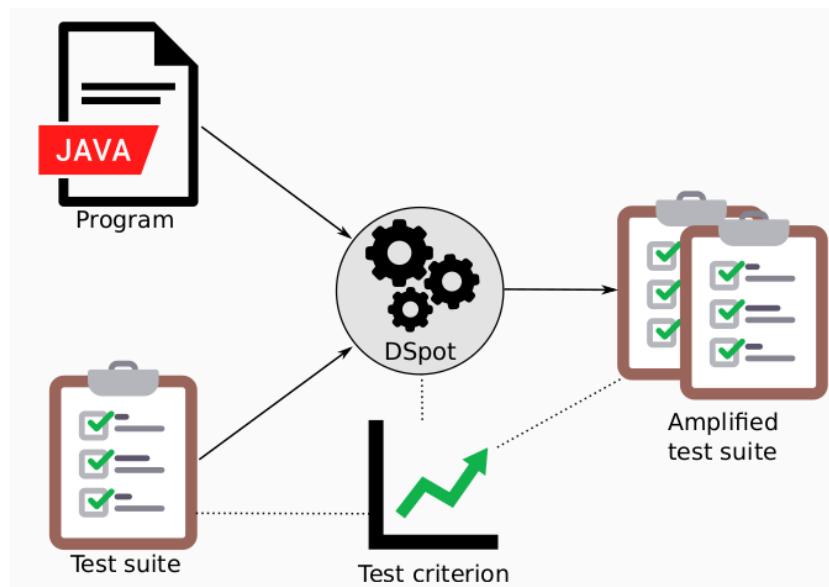 JAVA
Program
DSpot
Amplified
test suite
Test suite
Test criterion